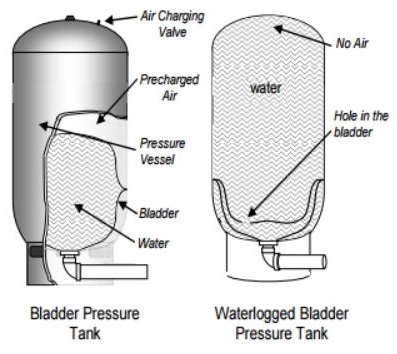 Air Charging
Valve
Precharged
Air
Pressure
Vessel
Bladder
Water
No Air
water
Hole in the
bladder
Bladder Pressure
Tank
Waterlogged Bladder
Pressure Tank